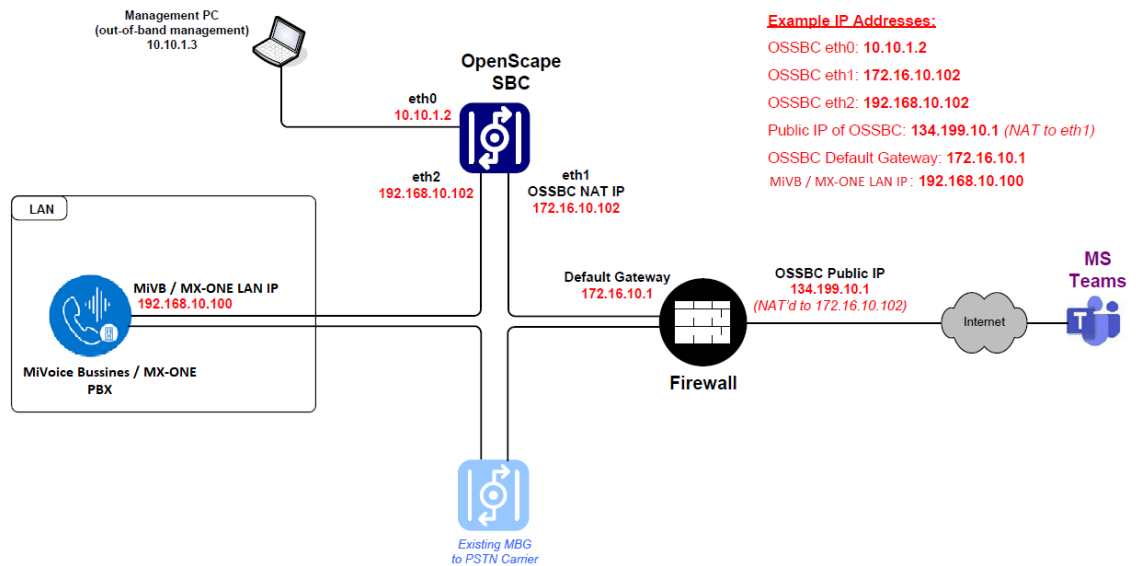 Management PC
(out-of-band management)
10.10.1.3
OpenScape
SBC
eth0
10.10.1.2
eth2
192.168.10.102
eth1
OSSBC NAT IP
172.16.10.102
Example IP Addresses:
OSSBC eth0: 10.10.1.2
OSSBC eth1: 172.16.10.102
OSSBC eth2: 192.168.10.102
Public IP of OSSBC: 134.199.10.1 (NAT to eth1)
OSSBC Default Gateway: 172.16.10.1
MiVB / MX-ONE LAN IP: 192.168.10.100
LAN
MiVB / MX-ONE LAN IP
192.168.10.100
MiVoice Bussines / MX-ONE
PBX
Default Gateway
172.16.10.1
Firewall
OSSBC Public IP
134.199.10.1
(NAT'd to 172.16.10.102)
Internet
MS
Teams
T
Existing MBG
to PSTN Carrier